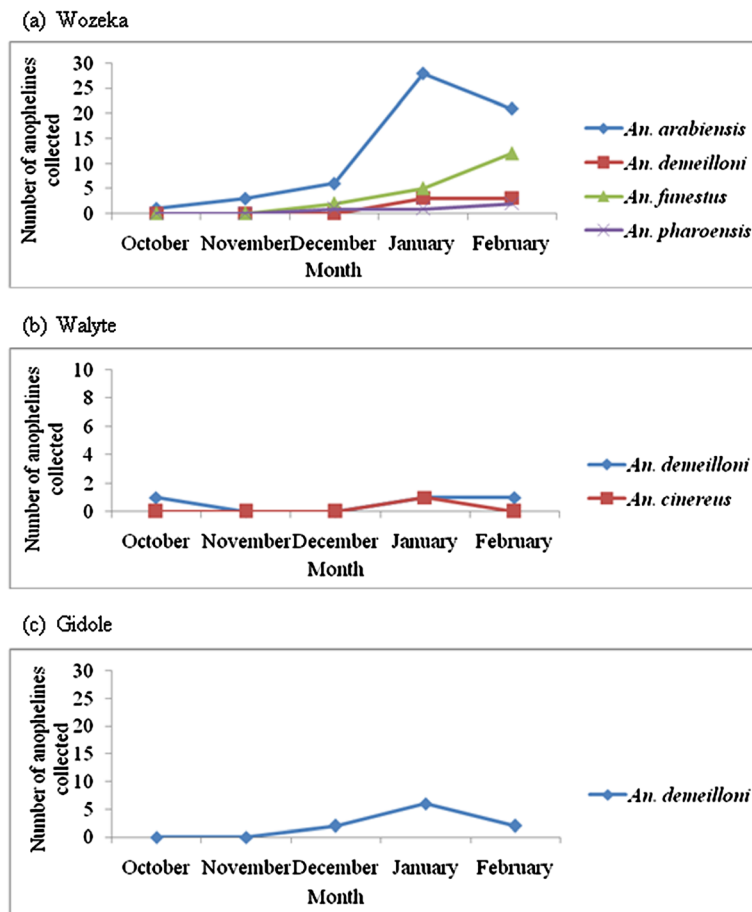 (a) Wozeka
Number of anophelines
collected
30
25
20
15
10
5
0
October November December January February
Month
An. arabiensis
An. demeilloni
An. funestus
An. pharoensis
(b) Walyte
Number of anophelines
collected
10
8
6
4
2
0
October November December January February
Month
An. demeilloni
An. cinereus
(c) Gidole
Number of anophelines
collected
30
25
20
15
10
5
0
October November December January February
Month
An. demeilloni